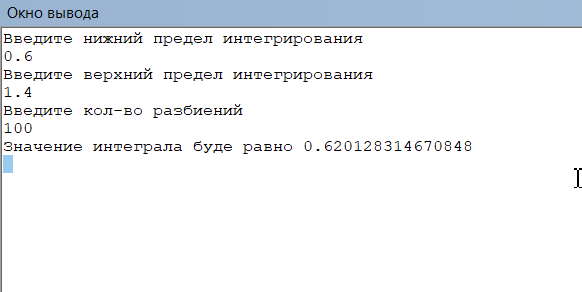 Окно вывода
Введите нижний предел интегрирования
0.6
Введите верхний предел интегрирования
1.4
Введите кол-во разбиений
100
Значение интеграла буде равно 0.620128314670848